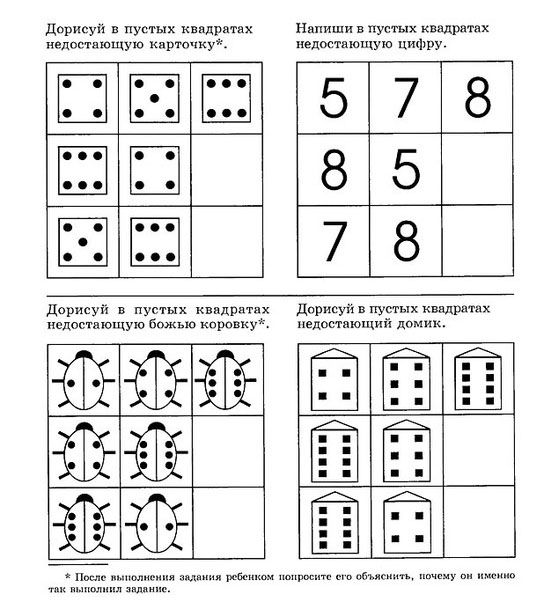 Дорисуй в пустых квадратах
недостающую карточку*.
Напиши в пустых квадратах
недостающую цифру.
5 7 8
8 5
7 8
Дорисуй в пустых квадратах
недостающую божью коровку*.
Дорисуй в пустых квадратах
недостающий домик.
* После выполнения задания ребенком попросите его объяснить, почему он именно
так выполнил задание.